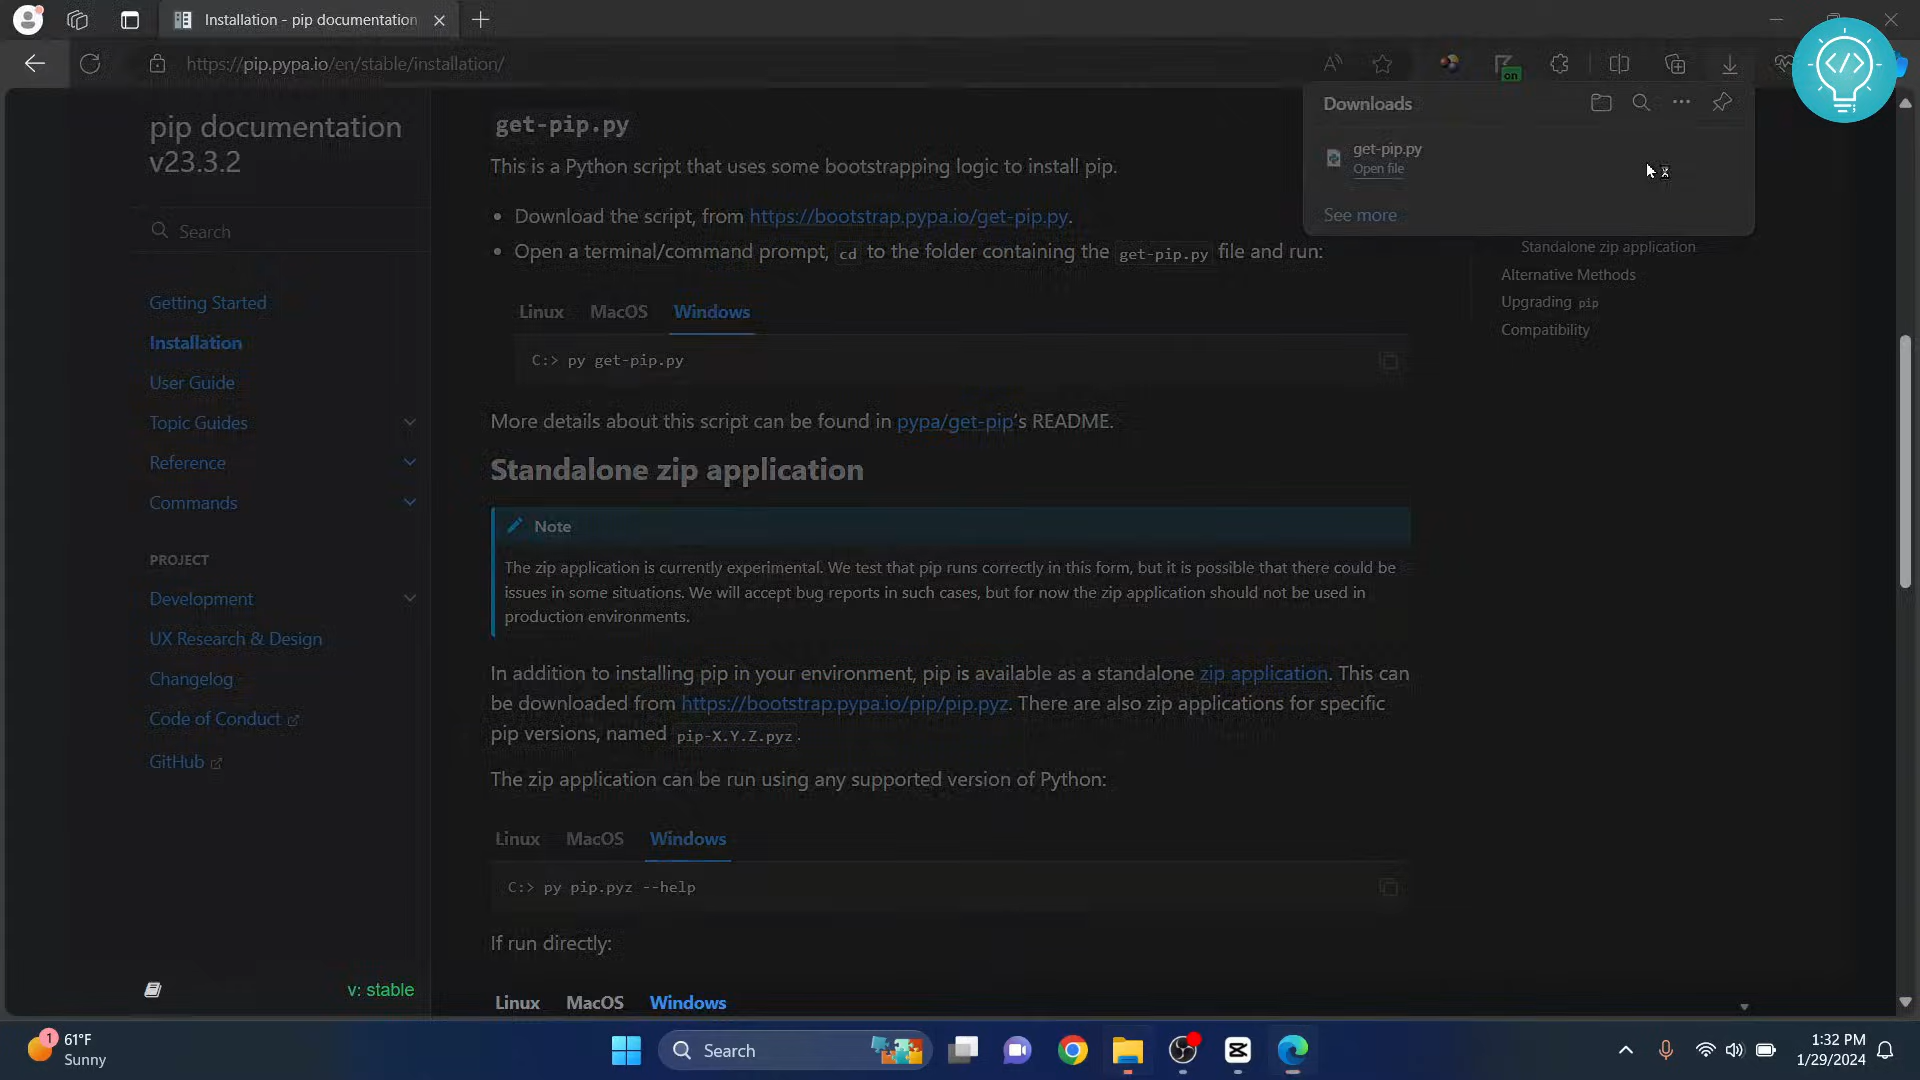 Installation - pip documentation
https://pip.pypa.io/en/stable/installation/
on
pip documentation
v23.3.2
Search
Getting Started
Installation
User Guide
Topic Guides
Reference
Commands
PROJECT
Development
UX Research & Design
Changelog
Code of Conduct
GitHub
v: stable
get-pip.py
This is a Python script that uses some bootstrapping logic to install pip.
• Download the script, from https://bootstrap.pypa.io/get-pip.py.
• Open a terminal/command prompt, cd to the folder containing the get-pip.py file and run:
Linux MacOS Windows
C:> py get-pip.py
More details about this script can be found in pypa/get-pip's README.
Standalone zip application
Note
The zip application is currently experimental. We test that pip runs correctly in this form, but it is possible that there could be
issues in some situations. We will accept bug reports in such cases, but for now the zip application should not be used in
production environments.
In addition to installing pip in your environment, pip is available as a standalone zip application. This can
be downloaded from https://bootstrap.pypa.io/pip/pip.pyz. There are also zip applications for specific
pip versions, named pip-X.Y.Z.pyz.
The zip application can be run using any supported version of Python:
Linux MacOS Windows
C:> py pip.pyz --help
If run directly:
Linux MacOS Windows
Downloads
get-pip.py
Open file
See more
Standalone zip application
Alternative Methods
Upgrading pip
Compatibility
1
61°F
Sunny
Search
1:32 PM
1/29/2024